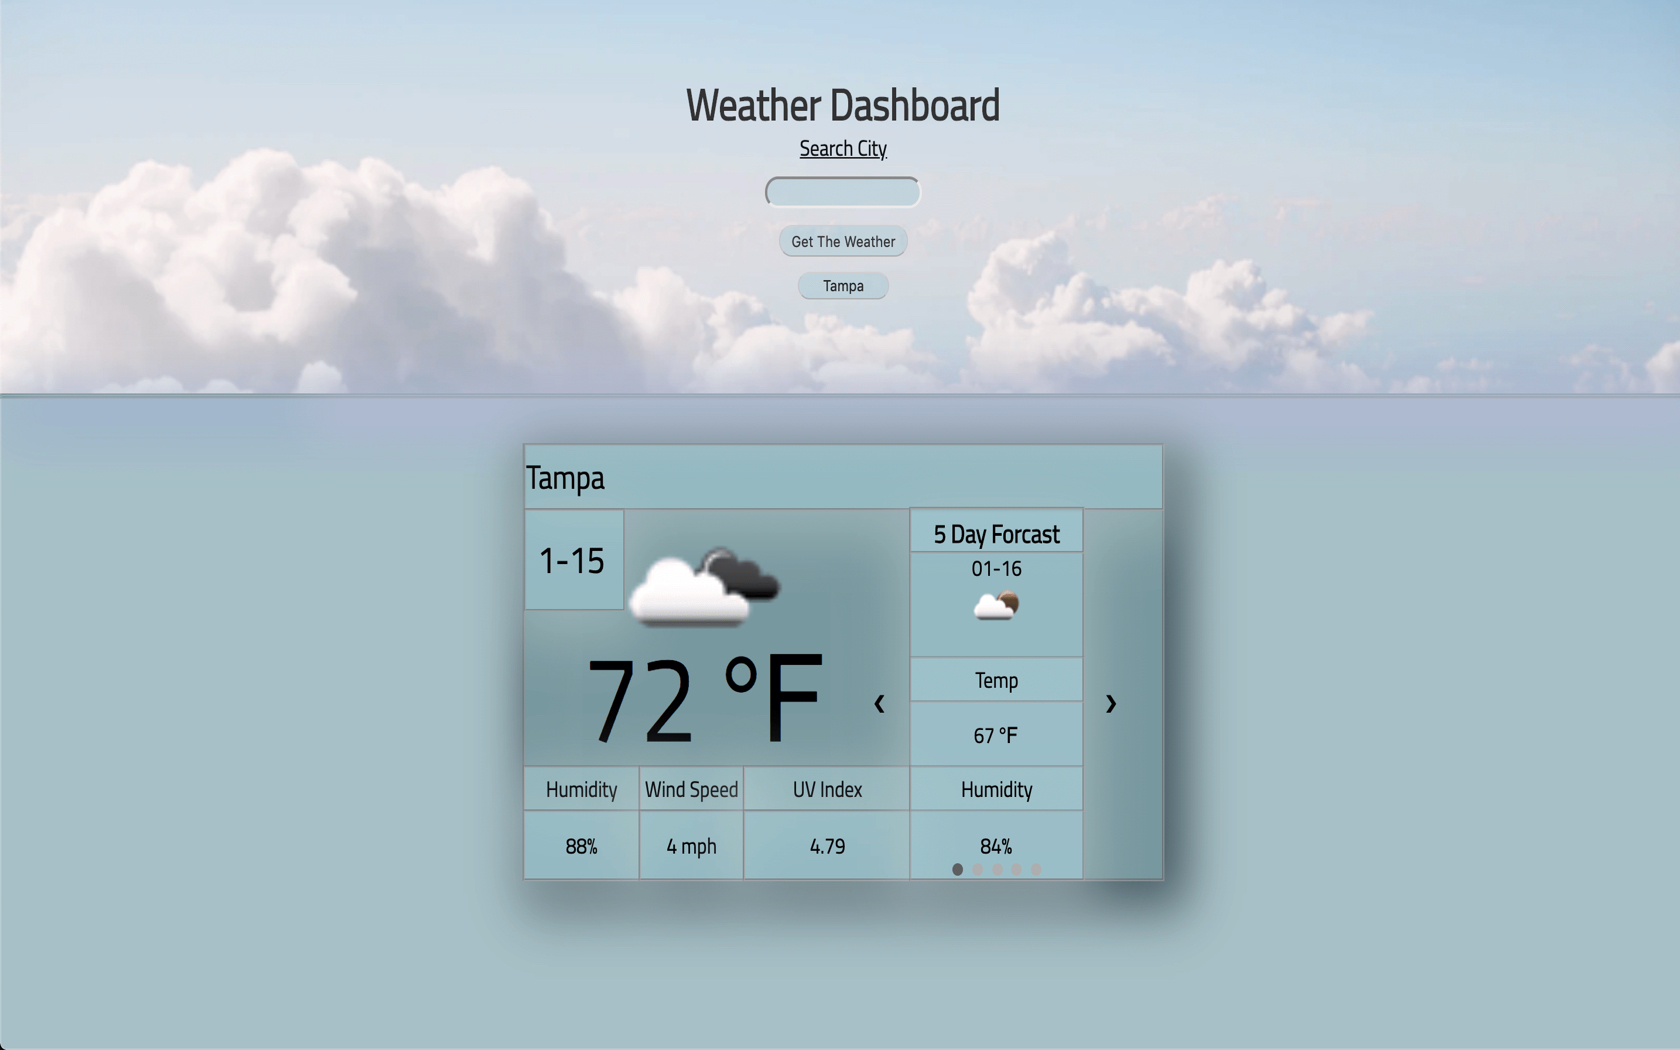 Weather Dashboard
Search City
Get The Weather
Tampa
Tampa
1-15
72 °F
Humidity
Wind Speed
UV Index
88%
4 mph
4.79
5 Day Forcast
01-16
Temp
67 °F
Humidity
84%